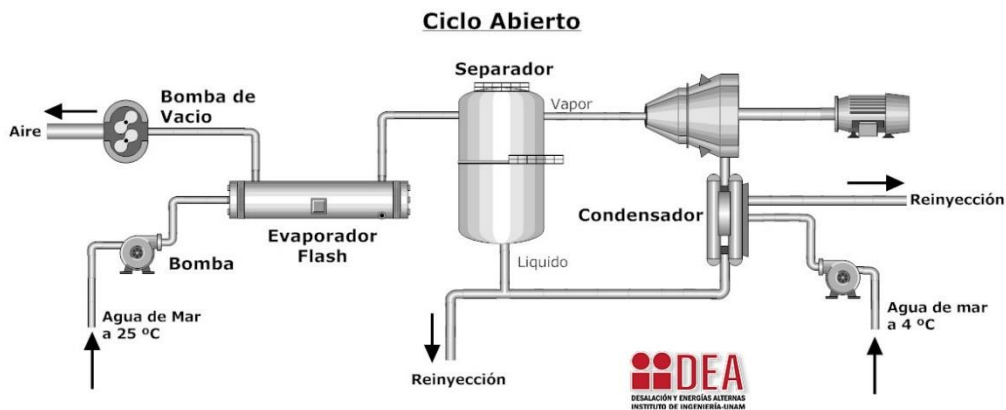 Ciclo Abierto
Separador
Bomba de
Vacio
Vapor
Aire
Reinyección
Condensador
Evaporador
Flash
Bomba
Liquido
Agua de Mar
a 25 ºC
Agua de mar
a 4 ºC
Reinyección
DEA
DESALACIÓN Y ENERGÍAS ALTERNAS
INSTITUTO DE INGENIERÍA-UNAM